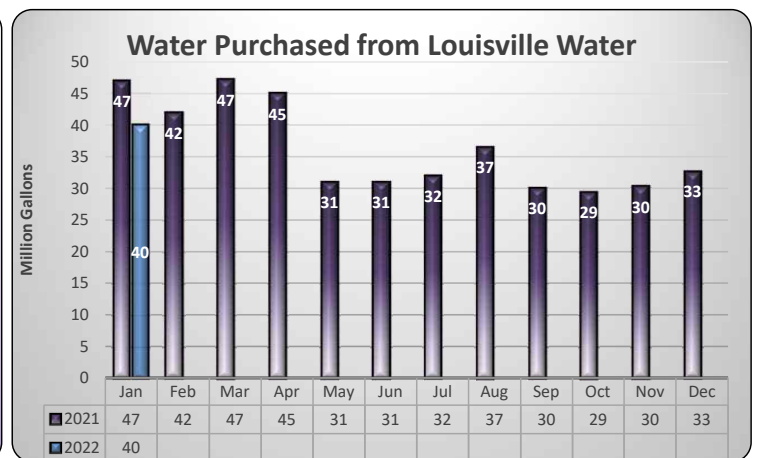 Water Purchased from Louisville Water
Million Gallons
50
45
40
35
30
25
20
15
10
5
0
47 42 47 45 31 31 32 37 30 29 30 33
40
Jan Feb Mar Apr May Jun Jul Aug Sep Oct Nov Dec
2021 47 42 47 45 31 31 32 37 30 29 30 33
2022 40